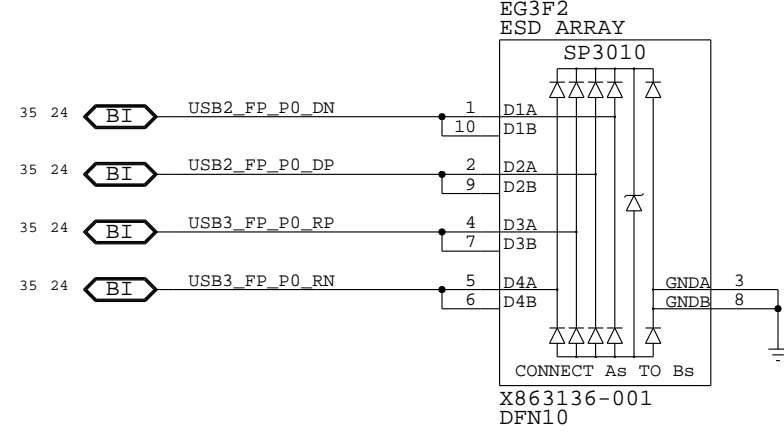 EG3F2
ESD ARRAY
SP3010
35 24 BI USB2_FP_P0_DN 1 D1A
10 D1B
35 24 BI USB2_FP_P0_DP 2 D2A
9 D2B
35 24 BI USB3_FP_P0_RP 4 D3A
7 D3B
35 24 BI USB3_FP_P0_RN 5 D4A GNDA 3
6 D4B GNDB 8
CONNECT As TO Bs
X863136-001
DFN10